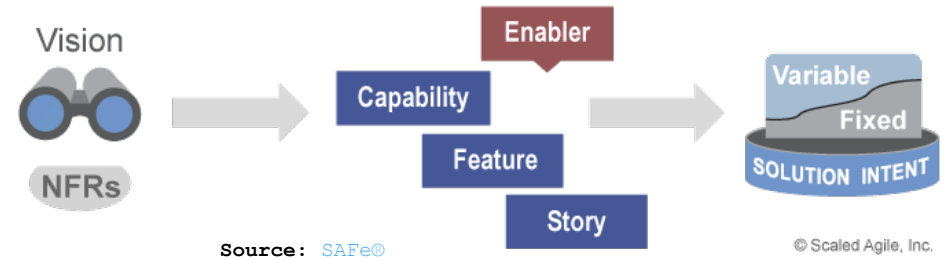 Vision
NFRs
Enabler
Capability
Feature
Story
Variable
Fixed
SOLUTION INTENT
Source: SAFe®
© Scaled Agile, Inc.